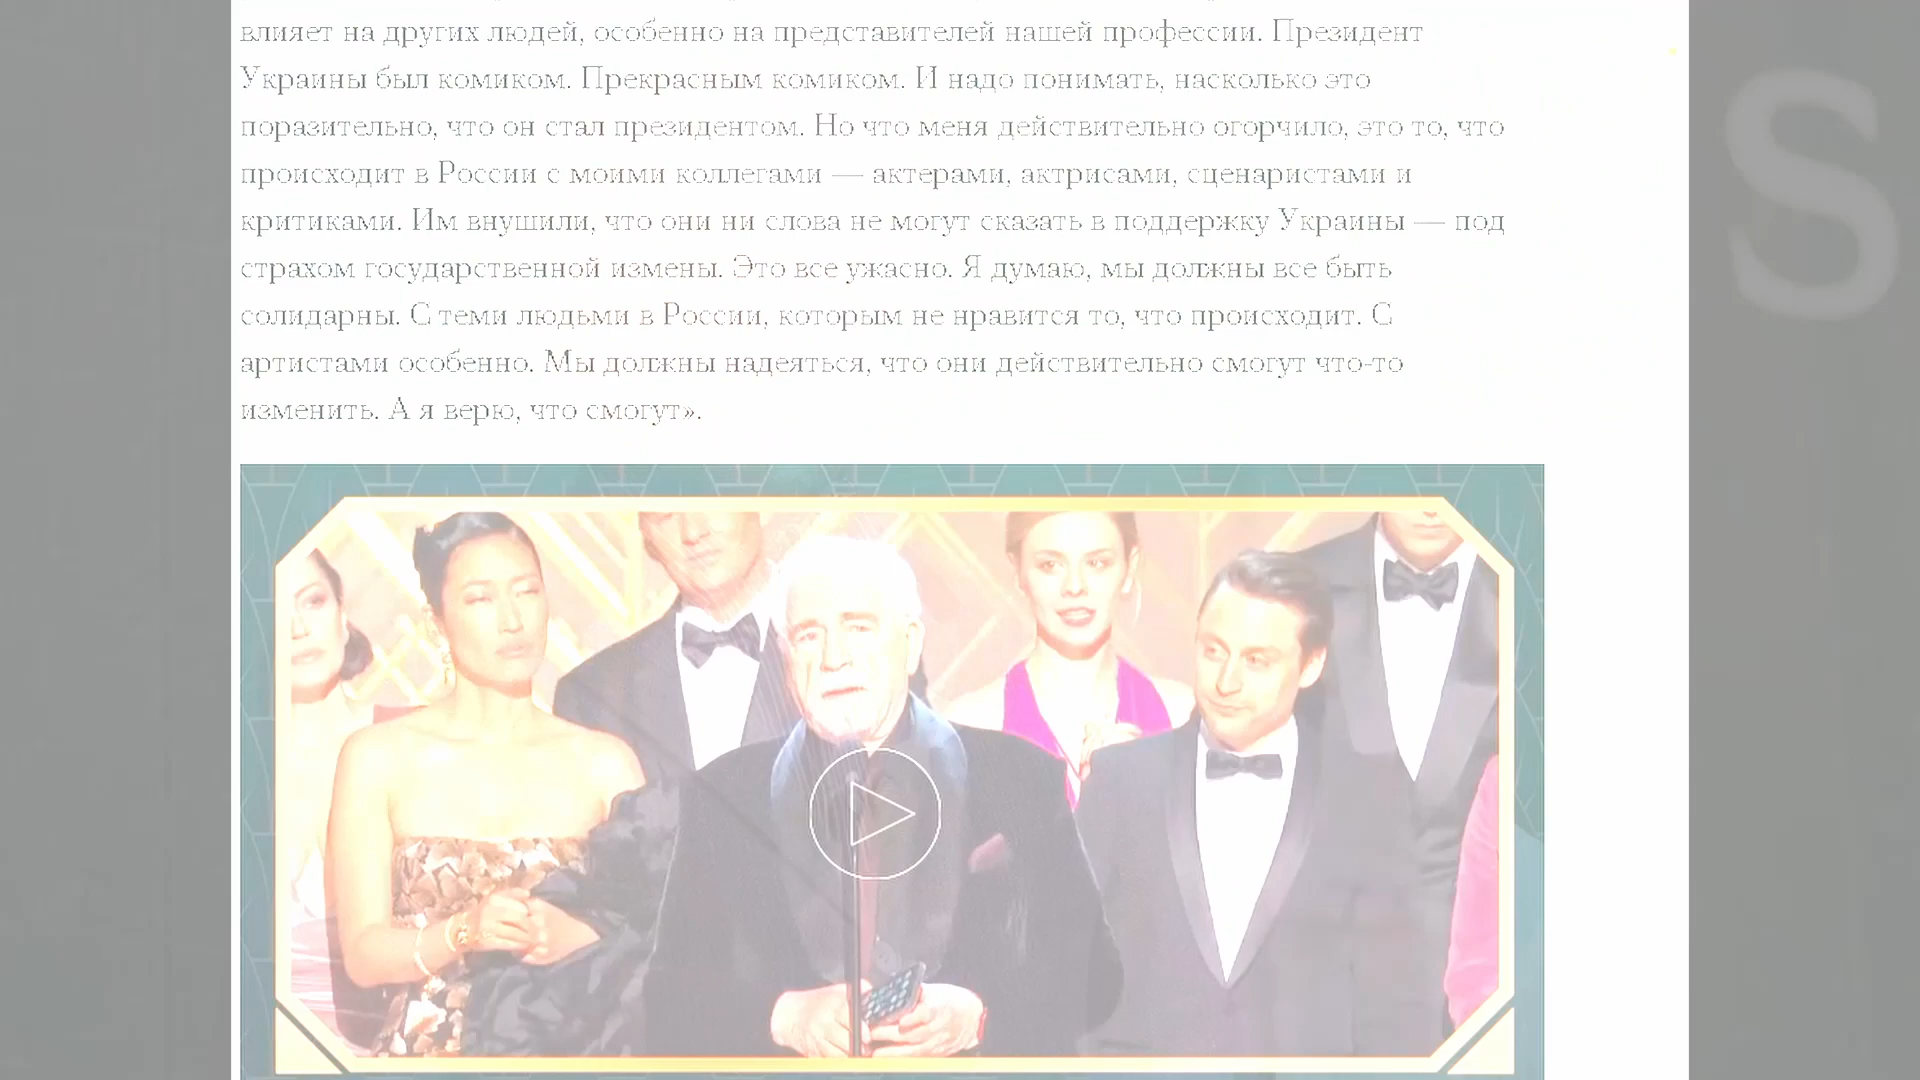 влияет на других людей, особенно на представителей нашей профессии. Президент
Украины был комиком. Прекрасным комиком. И надо понимать, насколько это
поразительно, что он стал президентом. Но что меня действительно огорчило, это то, что
происходит в России с моими коллегами — актерами, актрисами, сценаристами и
критиками. Им внушили, что они ни слова не могут сказать в поддержку Украины — под
страхом государственной измены. Это все ужасно. Я думаю, мы должны все быть
солидарны. С теми людьми в России, которым не нравится то, что происходит. С
артистами особенно. Мы должны надеяться, что они действительно смогут что-то
изменить. А я верю, что смогут».
S